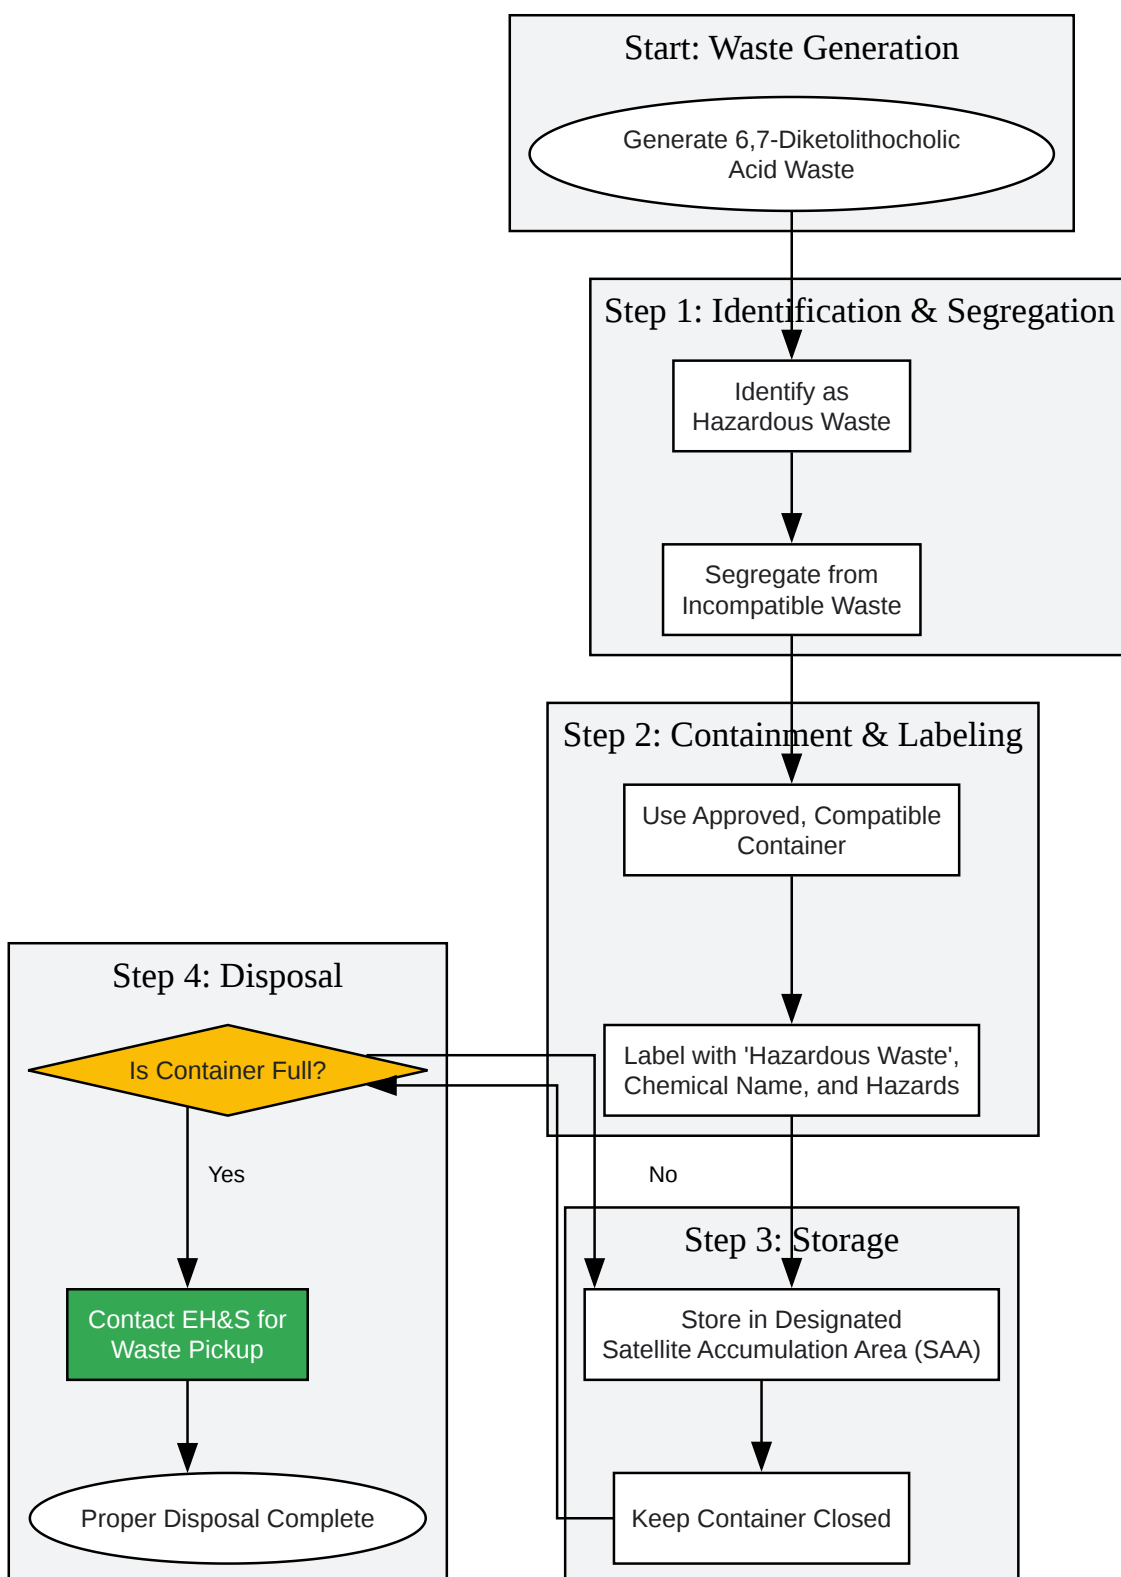 Start: Waste Generation
Generate 6,7-Diketolithocholic
Acid Waste
Step 1: Identification & Segregation
Identify as
Hazardous Waste
Segregate from
Incompatible Waste
Step 2: Containment & Labeling
Use Approved, Compatible
Container
Label with 'Hazardous Waste',
Chemical Name, and Hazards
Step 3: Storage
Store in Designated
Satellite Accumulation Area (SAA)
Keep Container Closed
Step 4: Disposal
Is Container Full?
No
Yes
Contact EH&S for
Waste Pickup
Proper Disposal Complete